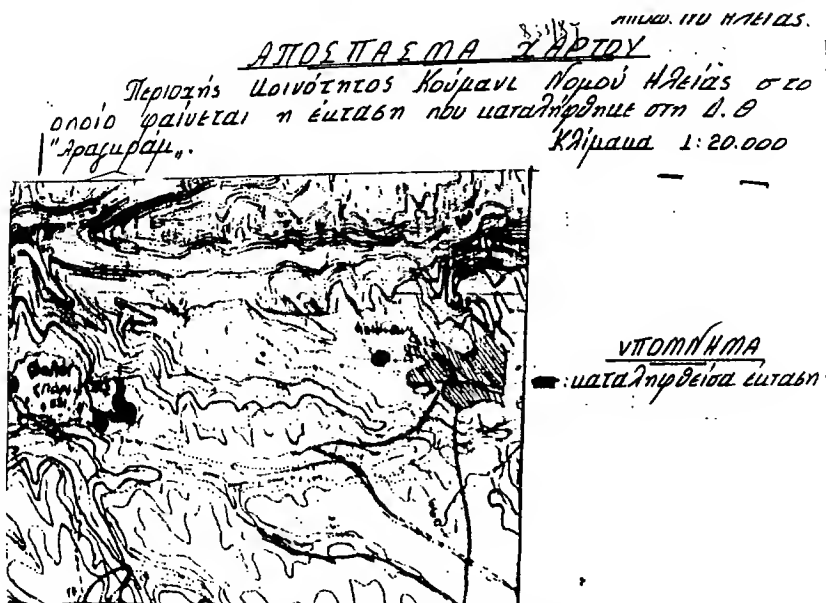 ΗΛΕΙΑΣ.
ΑΠΟΣΠΑΣΜΑ ΧΑΡΤΟΥ
Περιοχής Κοινότητος Κούμανι Νομού Ηλείας στο
οποίο φαίνεται η έκταση που καταλήφθηκε στη Δ.Θ
Κλίμακα 1:20.000
ΥΠΟΜΝΗΜΑ
:καταληφθείσα έκταση